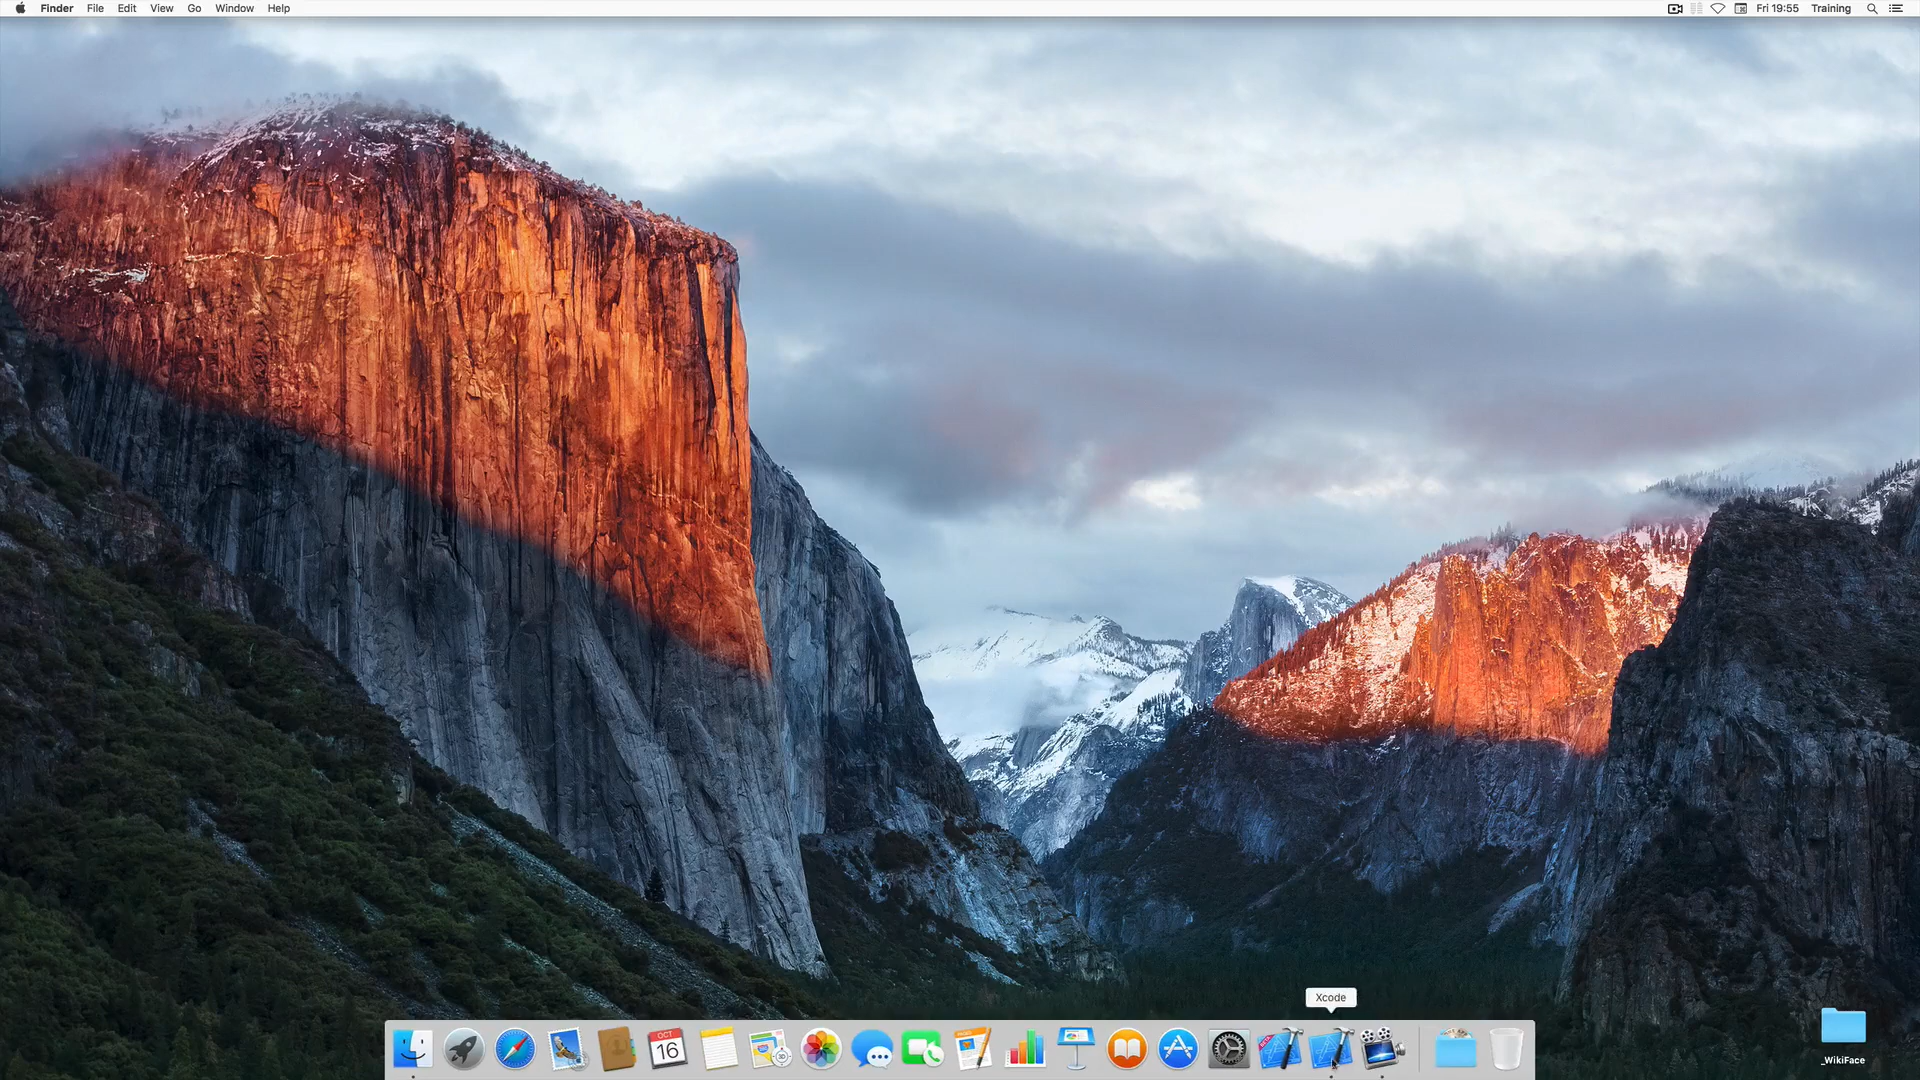 Finder File Edit View Go Window Help
Fri 19:55 Training
Xcode
OCT
16
_WikiFace